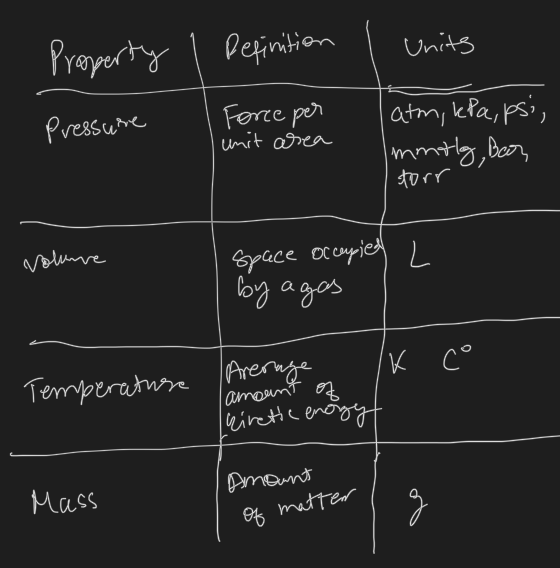 Property Definition Units
Pressure Force per atm, kPa, psi,
unit area mmHg, Bar,
torr
Volume Space occupied L
by a gas
Temperature Average K C°
amount of
kinetic energy
Mass Amount g
of matter